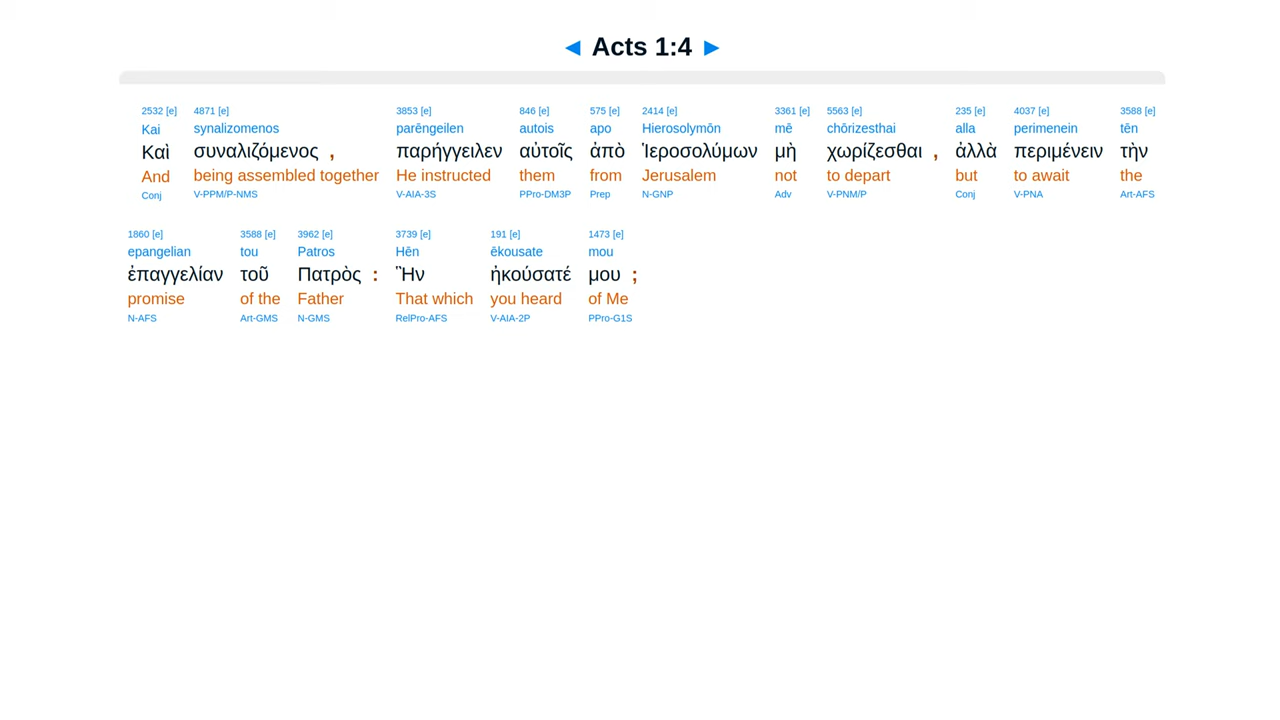 ◄ Acts 1:4 ►
2532 [e] 4871 [e] 3853 [e] 846 [e] 575 [e] 2414 [e] 3361 [e] 5563 [e] 235 [e] 4037 [e] 3588 [e]
Kai synalizomenos parēngeilen autois apo Hierosolymōn mē chōrizesthai alla perimenein tēn
Καὶ συναλιζόμενος , παρήγγειλεν αὐτοῖς ἀπὸ Ἱεροσολύμων μὴ χωρίζεσθαι , ἀλλὰ περιμένειν τὴν
And being assembled together He instructed them from Jerusalem not to depart but to await the
Conj V-PPM/P-NMS V-AIA-3S PPro-DM3P Prep N-GNP Adv V-PNM/P Conj V-PNA Art-AFS
1860 [e] 3588 [e] 3962 [e] 3739 [e] 191 [e] 1473 [e]
epangelian tou Patros Hēn ēkousate mou
ἐπαγγελίαν τοῦ Πατρὸς : Ἣν ἠκούσατέ μου ;
promise of the Father That which you heard of Me
N-AFS Art-GMS N-GMS RelPro-AFS V-AIA-2P PPro-G1S